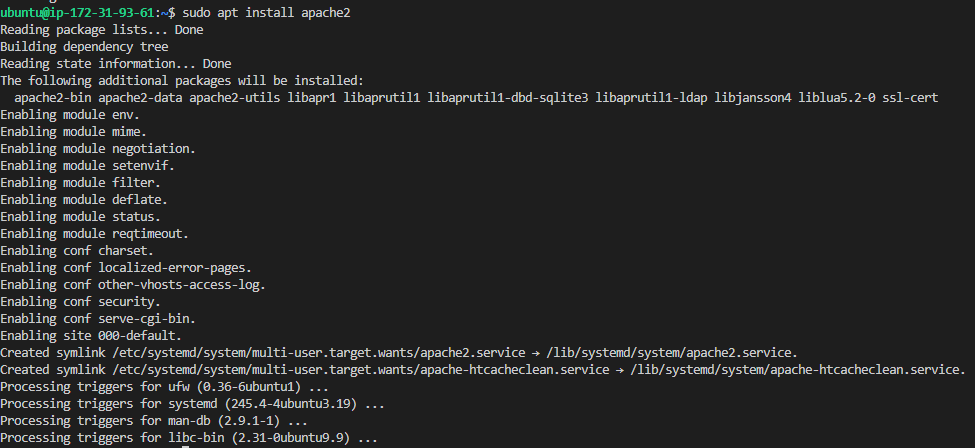 ubuntu@ip-172-31-93-61:~$ sudo apt install apache2
Reading package lists... Done
Building dependency tree
Reading state information... Done
The following additional packages will be installed:
  apache2-bin apache2-data apache2-utils libapr1 libaprutil1 libaprutil1-dbd-sqlite3 libaprutil1-ldap libjansson4 liblua5.2-0 ssl-cert
Enabling module env.
Enabling module mime.
Enabling module negotiation.
Enabling module setenvif.
Enabling module filter.
Enabling module deflate.
Enabling module status.
Enabling module reqtimeout.
Enabling conf charset.
Enabling conf localized-error-pages.
Enabling conf other-vhosts-access-log.
Enabling conf security.
Enabling conf serve-cgi-bin.
Enabling site 000-default.
Created symlink /etc/systemd/system/multi-user.target.wants/apache2.service → /lib/systemd/system/apache2.service.
Created symlink /etc/systemd/system/multi-user.target.wants/apache-htcacheclean.service → /lib/systemd/system/apache-htcacheclean.service.
Processing triggers for ufw (0.36-6ubuntu1) ...
Processing triggers for systemd (245.4-4ubuntu3.19) ...
Processing triggers for man-db (2.9.1-1) ...
Processing triggers for libc-bin (2.31-0ubuntu9.9) ...